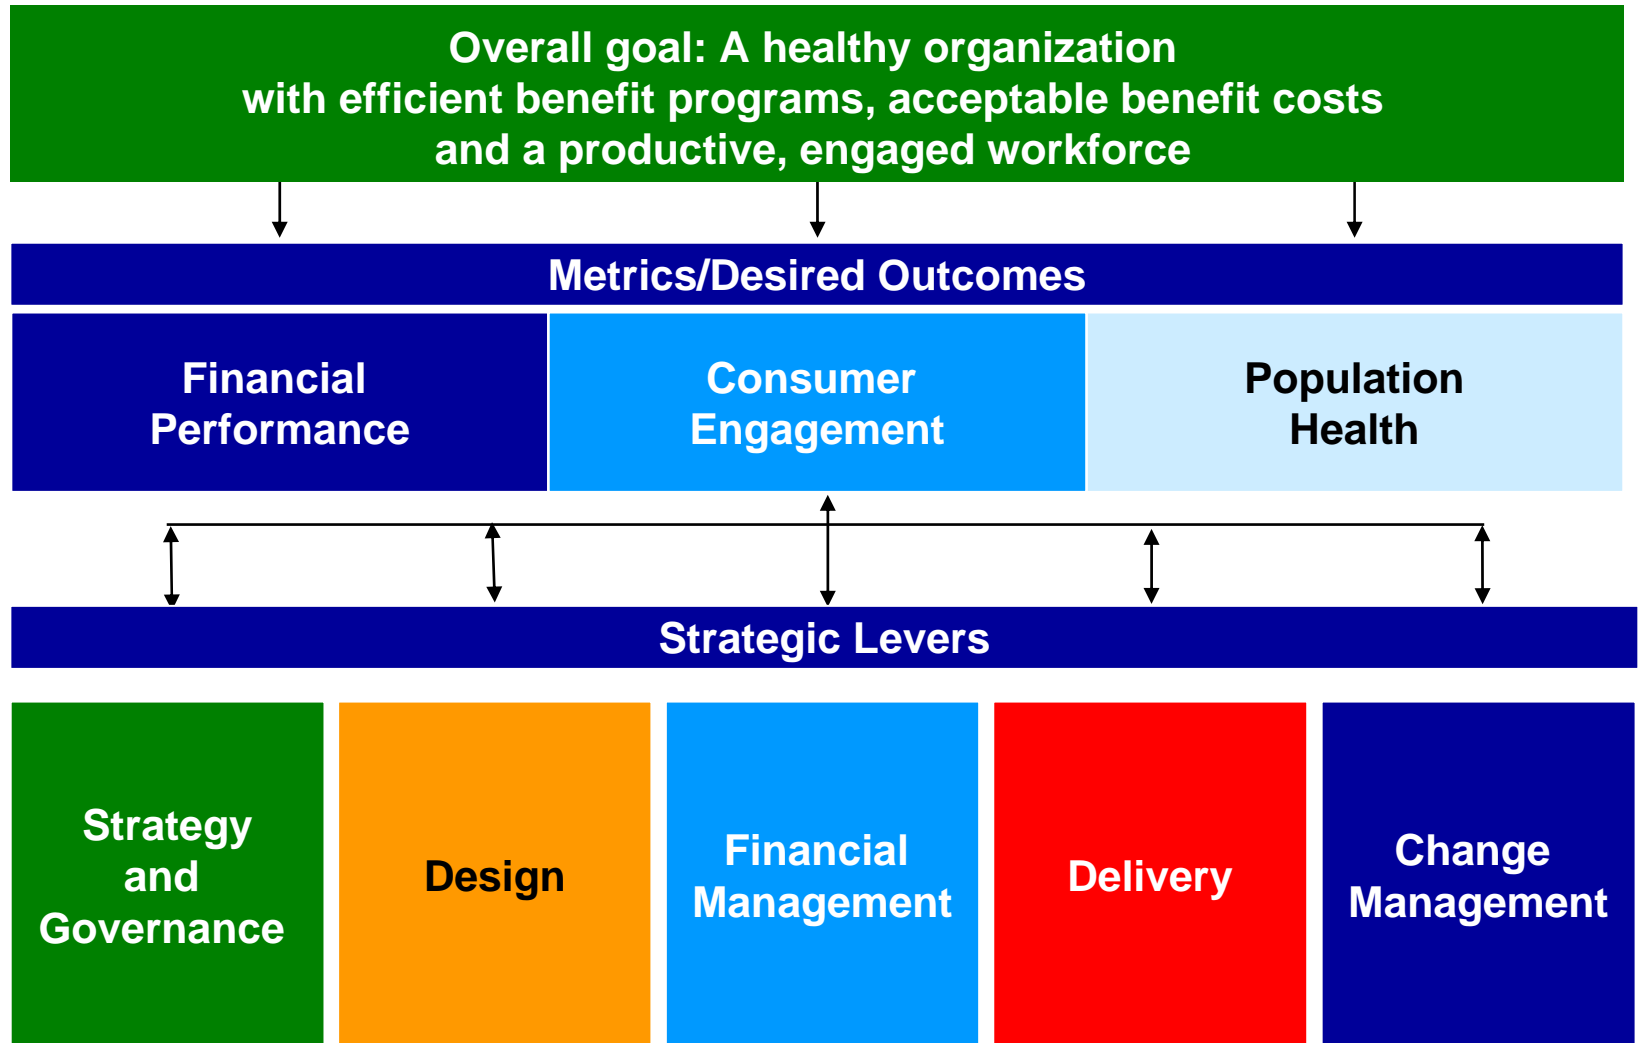 Overall goal: A healthy organization
with efficient benefit programs, acceptable benefit costs
and a productive, engaged workforce
Metrics/Desired Outcomes
Financial
Performance
Consumer
Engagement
Population
Health
Strategic Levers
Strategy
and
Governance
Design
Financial
Management
Delivery
Change
Management